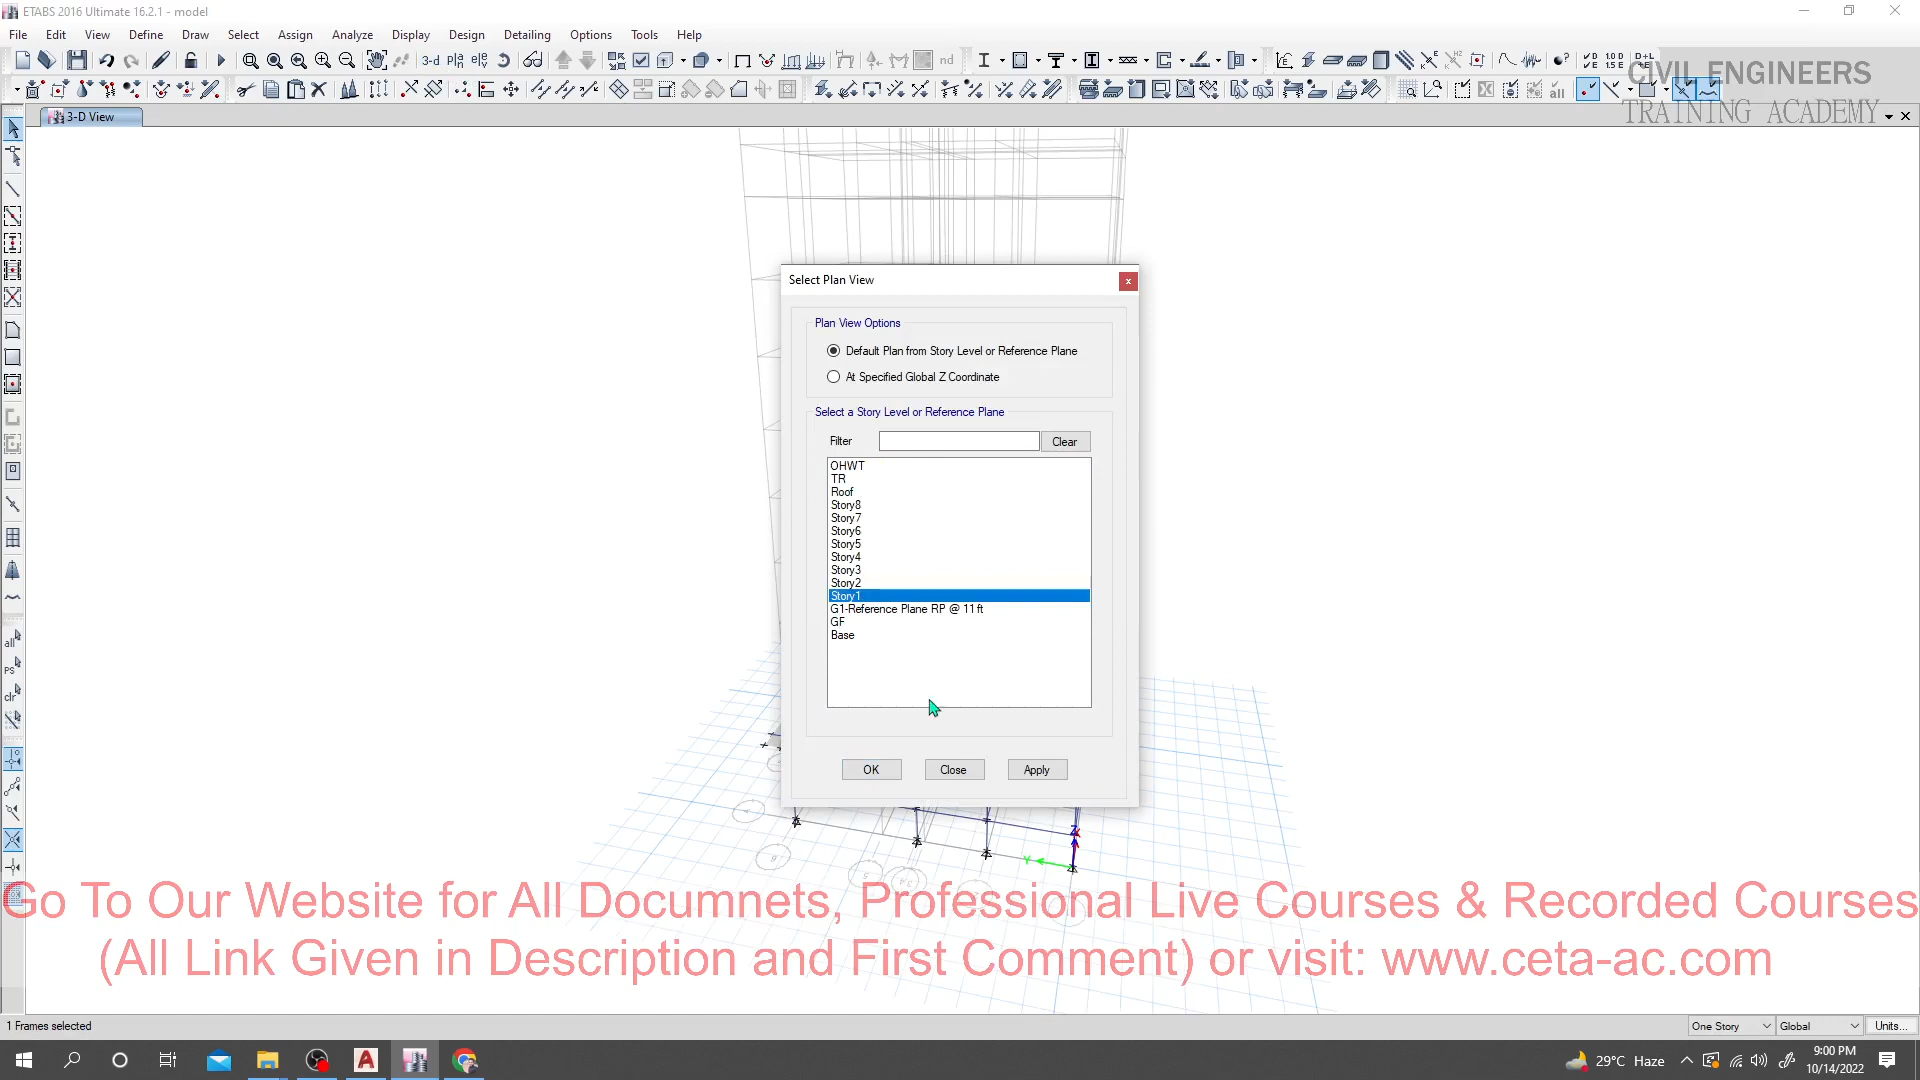 ETABS 2016 Ultimate 16.2.1 - model
File Edit View Define Draw Select Assign Analyze Display Design Detailing Options Tools Help
3-d
nd
all
CIVIL ENGINEERS
TRAINING ACADEMY
3-D View
Select Plan View
x
Plan View Options
Default Plan from Story Level or Reference Plane
At Specified Global Z Coordinate
Select a Story Level or Reference Plane
Filter
Clear
OHWT
TR
Roof
Story8
Story7
Story6
Story5
Story4
Story3
Story2
Story1
G1-Reference Plane RP @ 11 ft
GF
Base
OK Close Apply
all
ps
clr
Z
Y
Go To Our Website for All Documnets, Professional Live Courses & Recorded Courses
(All Link Given in Description and First Comment) or visit: www.ceta-ac.com
1 Frames selected
One Story Global Units...
29°C Haze
9:00 PM
10/14/2022